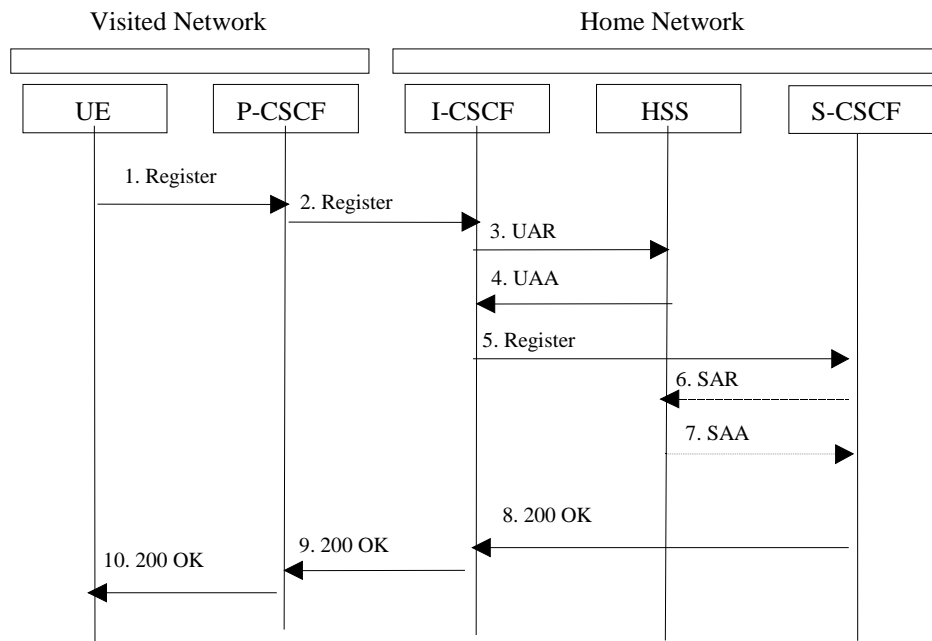 Visited Network
Home Network
UE
P-CSCF
I-CSCF
HSS
S-CSCF
1. Register
2. Register
3. UAR
4. UAA
5. Register
6. SAR
7. SAA
8. 200 OK
9. 200 OK
10. 200 OK